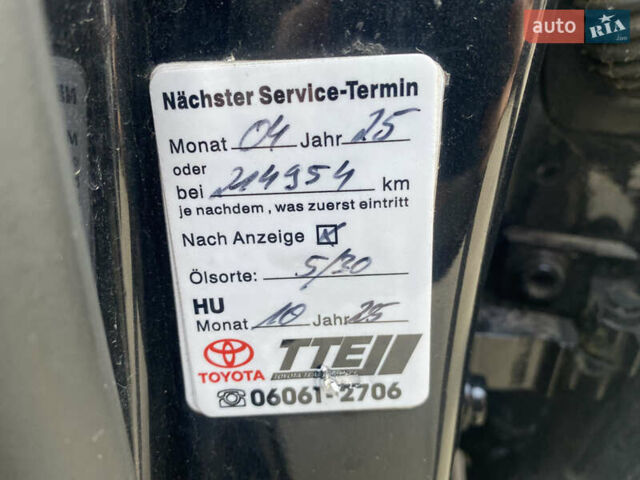 auto RIA.com
Nächster Service-Termin
Monat 04 Jahr 25
oder
bei 214954 km
je nachdem, was zuerst eintritt
Nach Anzeige
Ölsorte: 5/30
HU
Monat 10 Jahr 25
TOYOTA TTE
☎ 06061-2706